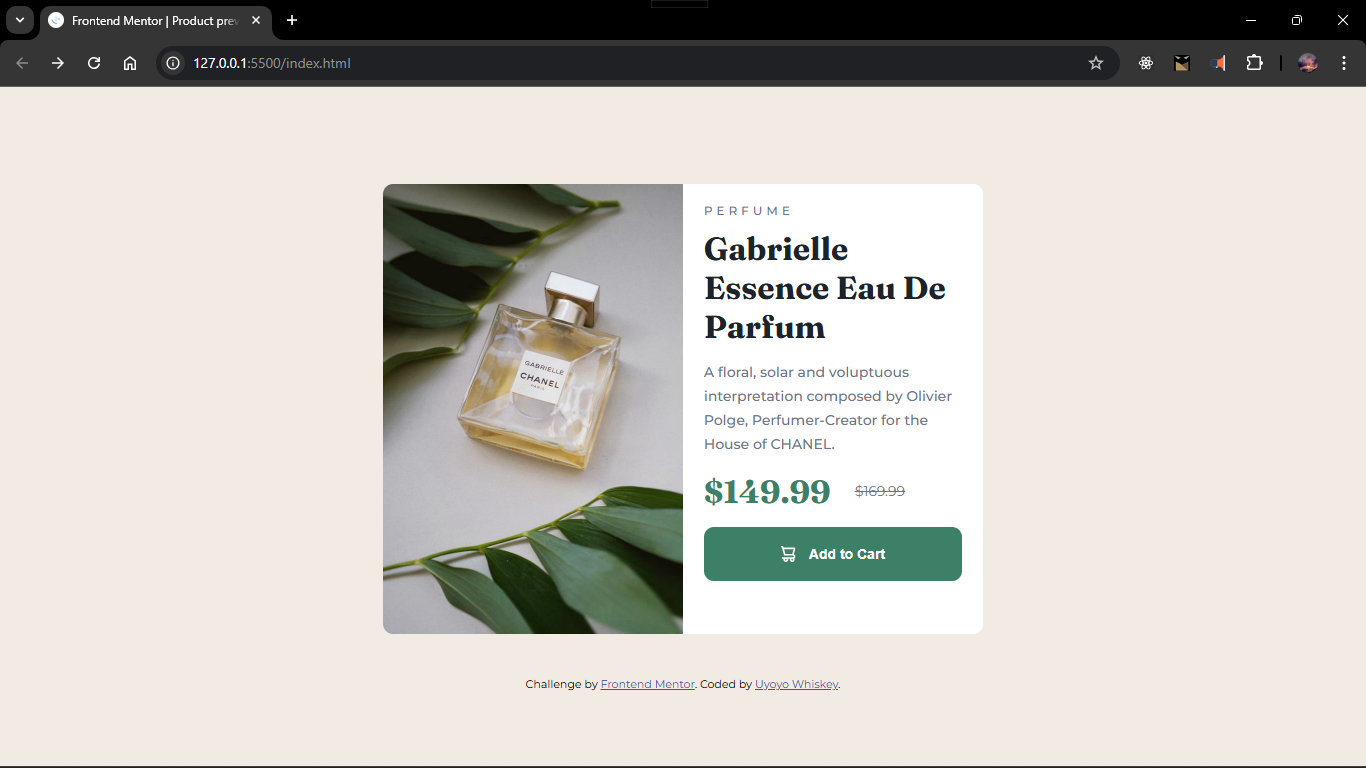 Frontend Mentor | Product prev
127.0.0.1:5500/index.html
GABRIELLE
CHANEL
PARIS
PERFUME
Gabrielle
Essence Eau De
Parfum
A floral, solar and voluptuous
interpretation composed by Olivier
Polge, Perfumer-Creator for the
House of CHANEL.
$149.99 $169.99
Add to Cart
Challenge by Frontend Mentor. Coded by Uyoyo Whiskey.